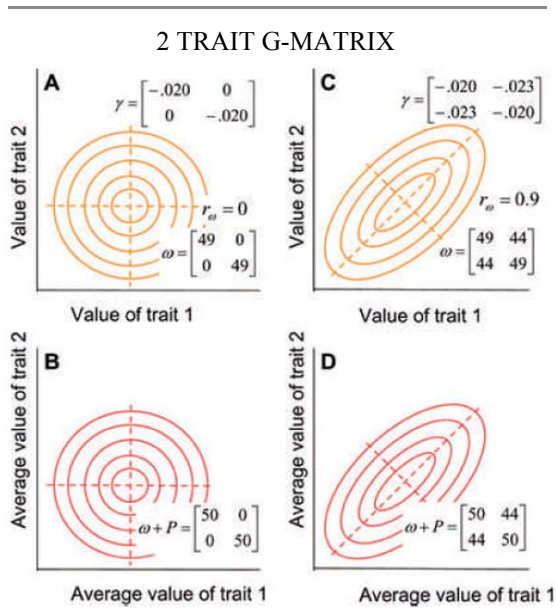 2 TRAIT G-MATRIX
A
γ = [-.020 0
0 -.020]
Value of trait 2
r_ω = 0
ω = [49 0
0 49]
Value of trait 1
C
γ = [-.020 -.023
-.023 -.020]
Value of trait 2
r_ω = 0.9
ω = [49 44
44 49]
Value of trait 1
B
Average value of trait 2
ω + P = [50 0
0 50]
Average value of trait 1
D
Average value of trait 2
ω + P = [50 44
44 50]
Average value of trait 1